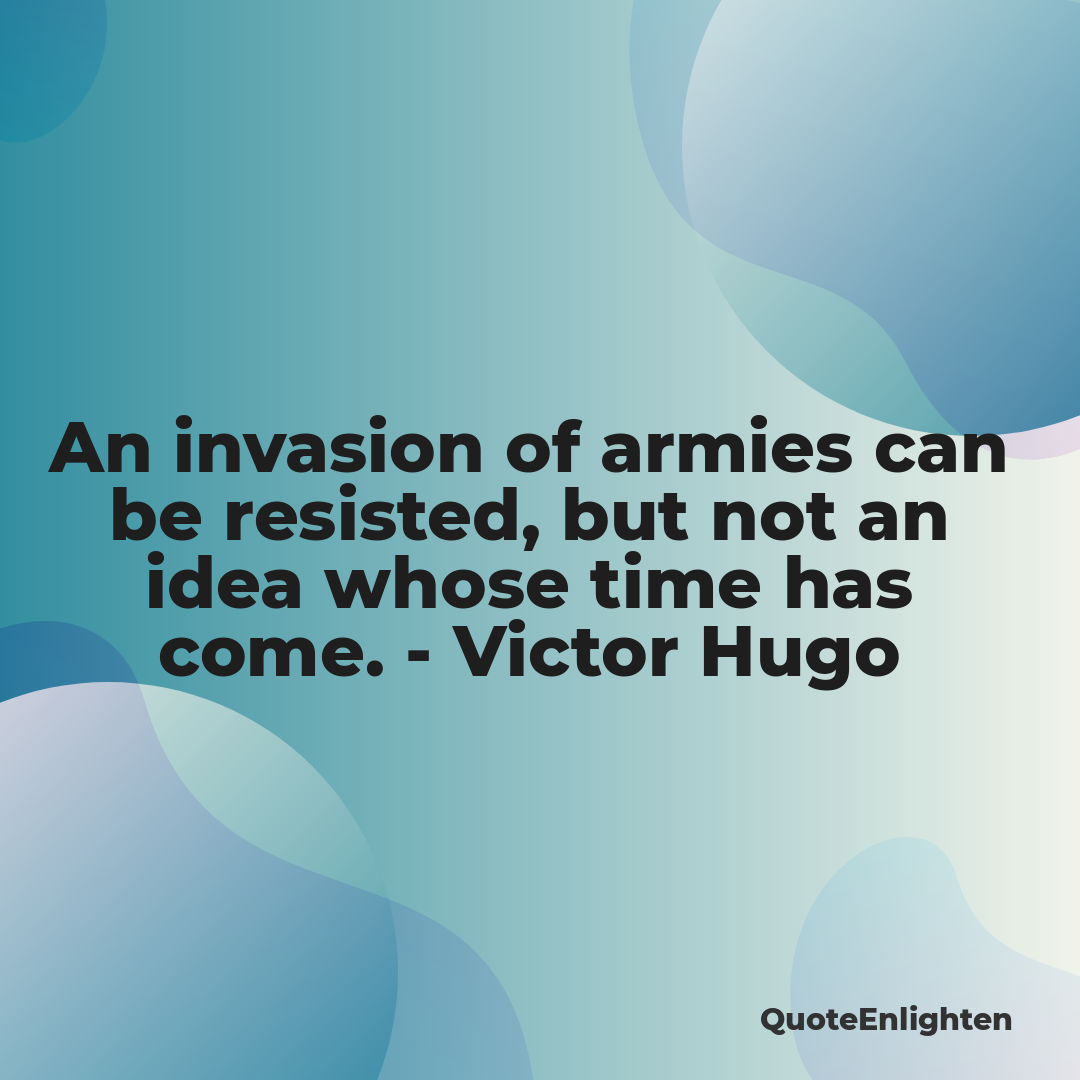 An invasion of armies can
be resisted, but not an
idea whose time has
come. - Victor Hugo
QuoteEnlighten